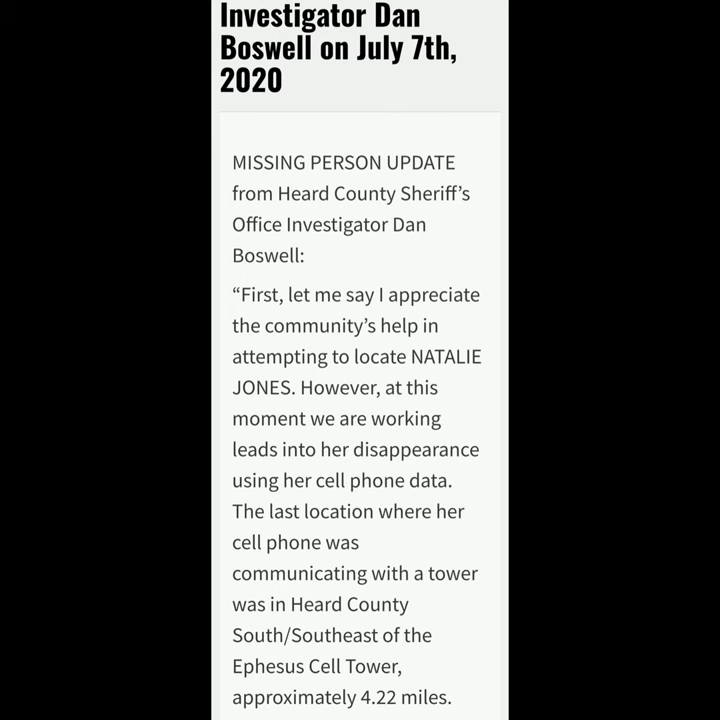 Investigator Dan
Boswell on July 7th,
2020
MISSING PERSON UPDATE
from Heard County Sheriff’s
Office Investigator Dan
Boswell:
“First, let me say I appreciate
the community’s help in
attempting to locate NATALIE
JONES. However, at this
moment we are working
leads into her disappearance
using her cell phone data.
The last location where her
cell phone was
communicating with a tower
was in Heard County
South/Southeast of the
Ephesus Cell Tower,
approximately 4.22 miles.